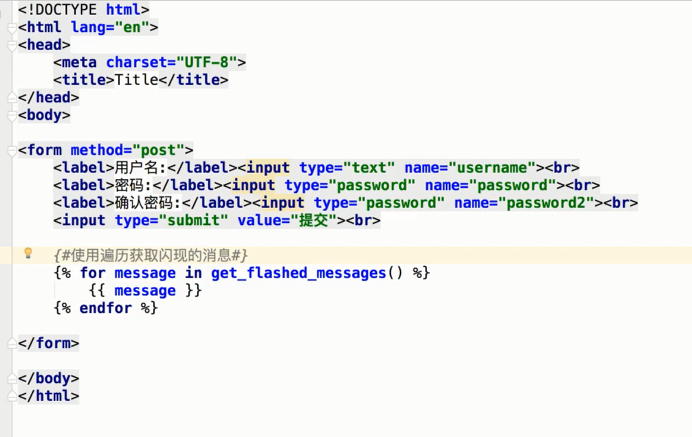 <!DOCTYPE html>
<html lang="en">
<head>
    <meta charset="UTF-8">
    <title>Title</title>
</head>
<body>

<form method="post">
    <label>用户名:</label><input type="text" name="username"><br>
    <label>密码:</label><input type="password" name="password"><br>
    <label>确认密码:</label><input type="password" name="password2"><br>
    <input type="submit" value="提交"><br>

    {#使用遍历获取闪现的消息#}
    {% for message in get_flashed_messages() %}
        {{ message }}
    {% endfor %}

</form>

</body>
</html>